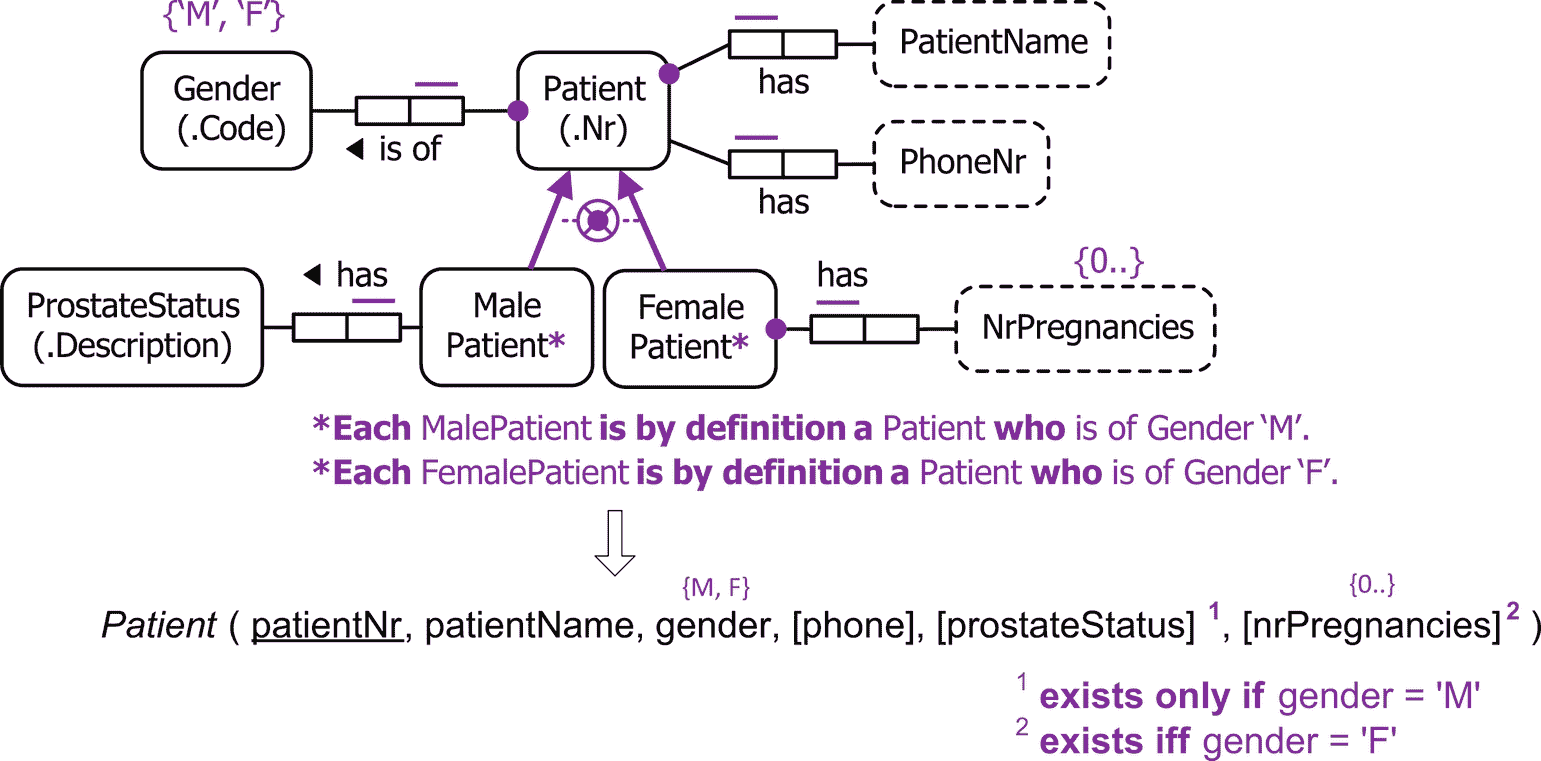 {‘M’, ‘F’}
Gender
(.Code)
◄ is of
Patient
(.Nr)
has
PatientName
has
PhoneNr
ProstateStatus
(.Description)
◄ has
Male
Patient*
Female
Patient*
has
{0..}
NrPregnancies
*Each MalePatient is by definition a Patient who is of Gender ‘M’.
*Each FemalePatient is by definition a Patient who is of Gender ‘F’.
{M, F}
{0..}
Patient ( patientNr, patientName, gender, [phone], [prostateStatus] 1, [nrPregnancies] 2 )
1 exists only if gender = 'M'
2 exists iff gender = 'F'